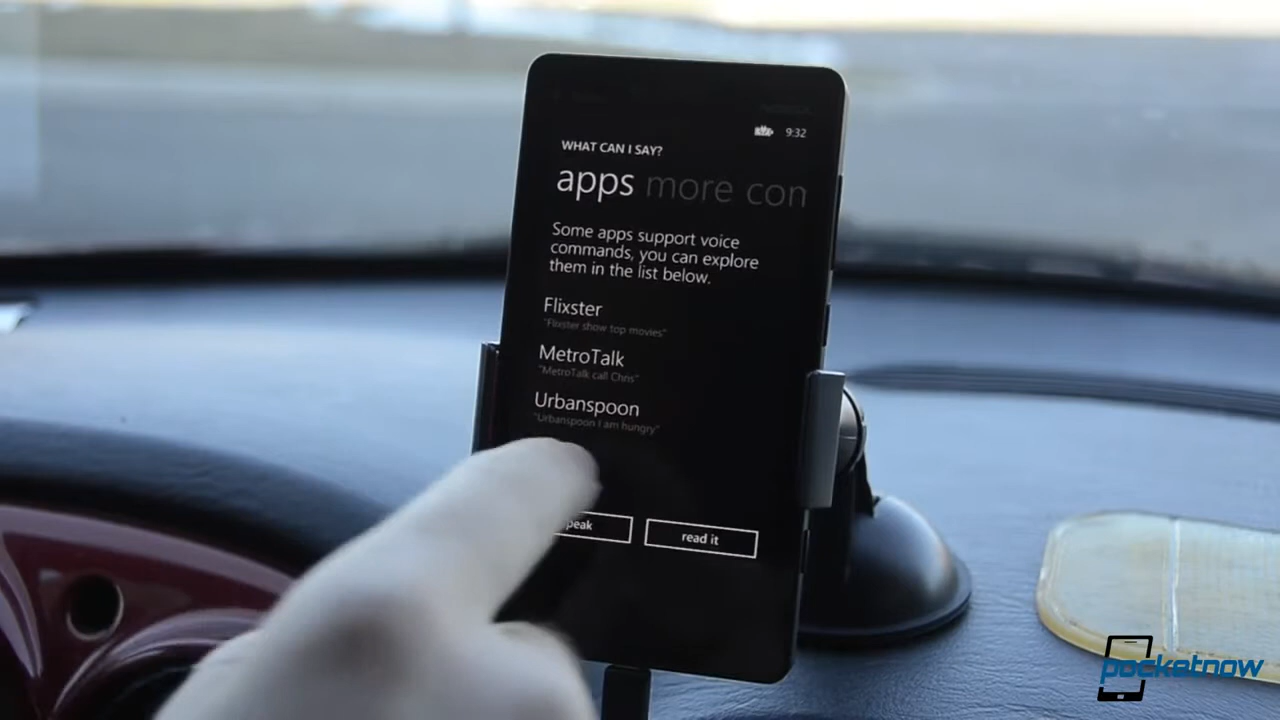 9:32
WHAT CAN I SAY?
apps more con
Some apps support voice
commands, you can explore
them in the list below.
Flixster
"Flixster show top movies"
MetroTalk
"MetroTalk call Chris"
Urbanspoon
"Urbanspoon I am hungry"
peak
read it
pocketnow